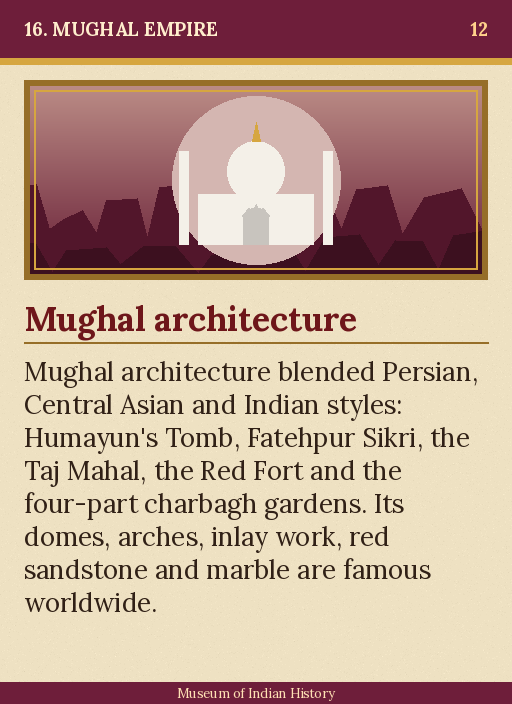 16. MUGHAL EMPIRE 12
Mughal architecture
Mughal architecture blended Persian,
Central Asian and Indian styles:
Humayun's Tomb, Fatehpur Sikri, the
Taj Mahal, the Red Fort and the
four-part charbagh gardens. Its
domes, arches, inlay work, red
sandstone and marble are famous
worldwide.
Museum of Indian History